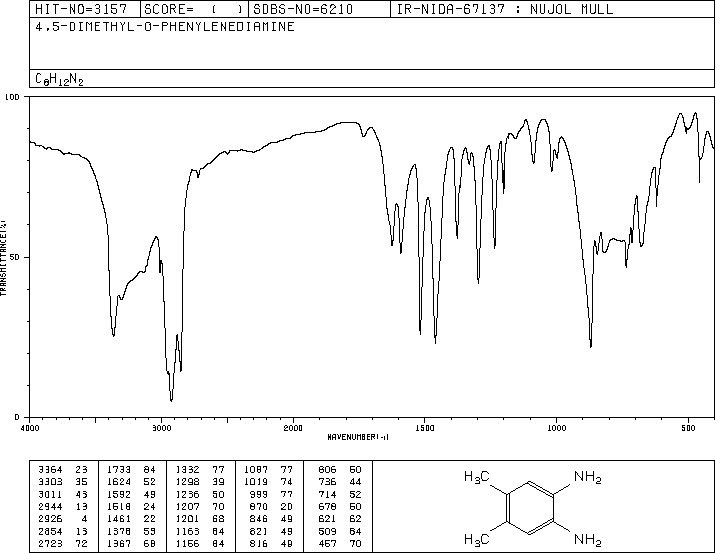 HIT-NO=3157 SCORE= ( ) SDBS-NO=6210 IR-NIDA-67137 : NUJOL MULL
4,5-DIMETHYL-O-PHENYLENEDIAMINE
C8H12N2
100
TRANSMITTANCE(%)
50
0
4000 3000 2000 1500 1000 500
WAVENUMBER(-1)
3364 23 1733 84 1332 77 1087 77 806 50
3303 35 1624 52 1298 39 1019 74 736 44
3011 43 1592 49 1236 50 999 77 714 52
2944 13 1518 24 1207 70 870 20 678 50
2926 4 1461 22 1201 68 846 49 621 62
2854 13 1378 53 1163 84 821 49 509 84
2723 72 1367 68 1156 84 816 49 457 70
H3C NH2
H3C NH2